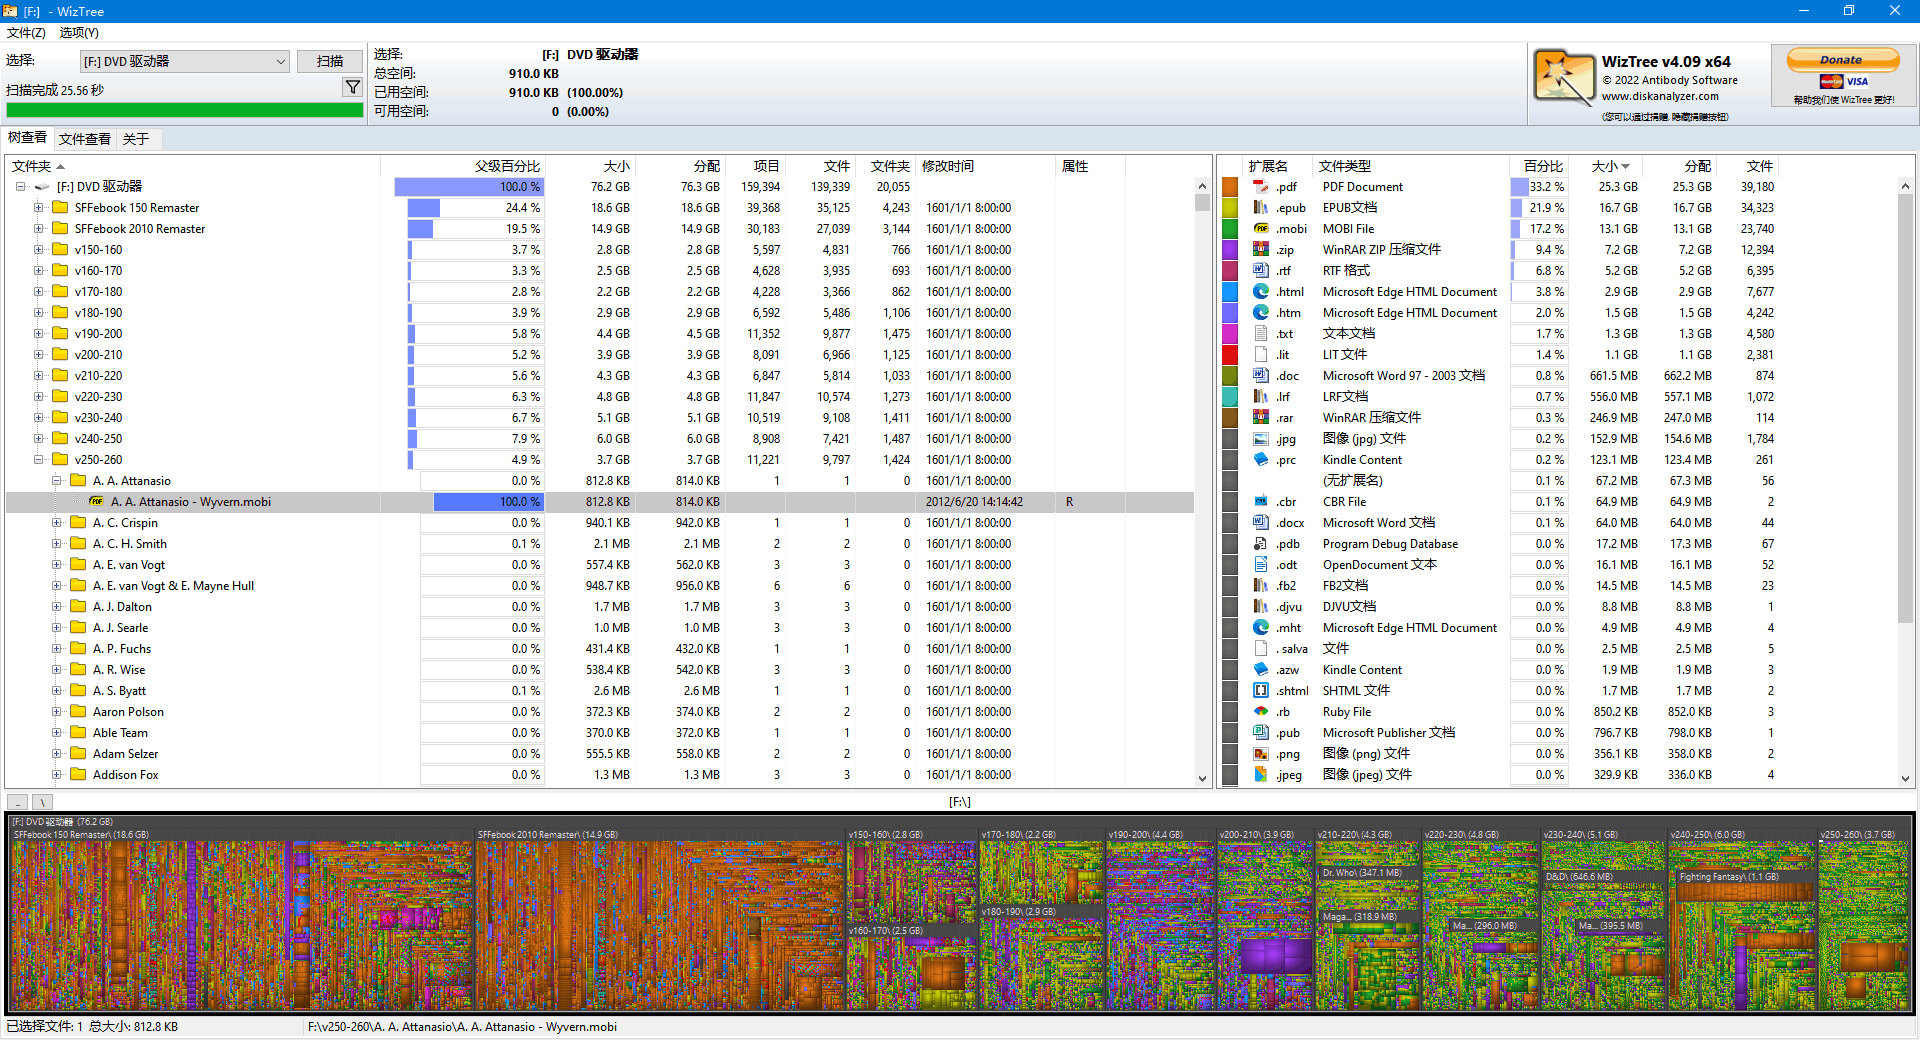 [F:] - WizTree
文件(Z) 选项(Y)
选择: [F:] DVD 驱动器 扫描
扫描完成 25.56 秒
选择: [F:] DVD 驱动器
总空间: 910.0 KB
已用空间: 910.0 KB (100.00%)
可用空间: 0 (0.00%)
WizTree v4.09 x64
© 2022 Antibody Software
www.diskanalyzer.com
(您可以通过捐赠, 隐藏捐赠按钮)
Donate
MasterCard VISA
帮助我们使 WizTree 更好!
树查看 文件查看 关于
文件夹 父级百分比 大小 分配 项目 文件 文件夹 修改时间 属性
[F:] DVD 驱动器 100.0 % 76.2 GB 76.3 GB 159,394 139,339 20,055
SFFebook 150 Remaster 24.4 % 18.6 GB 18.6 GB 39,368 35,125 4,243 1601/1/1 8:00:00
SFFebook 2010 Remaster 19.5 % 14.9 GB 14.9 GB 30,183 27,039 3,144 1601/1/1 8:00:00
v150-160 3.7 % 2.8 GB 2.8 GB 5,597 4,831 766 1601/1/1 8:00:00
v160-170 3.3 % 2.5 GB 2.5 GB 4,628 3,935 693 1601/1/1 8:00:00
v170-180 2.8 % 2.2 GB 2.2 GB 4,228 3,366 862 1601/1/1 8:00:00
v180-190 3.9 % 2.9 GB 2.9 GB 6,592 5,486 1,106 1601/1/1 8:00:00
v190-200 5.8 % 4.4 GB 4.5 GB 11,352 9,877 1,475 1601/1/1 8:00:00
v200-210 5.2 % 3.9 GB 3.9 GB 8,091 6,966 1,125 1601/1/1 8:00:00
v210-220 5.6 % 4.3 GB 4.3 GB 6,847 5,814 1,033 1601/1/1 8:00:00
v220-230 6.3 % 4.8 GB 4.8 GB 11,847 10,574 1,273 1601/1/1 8:00:00
v230-240 6.7 % 5.1 GB 5.1 GB 10,519 9,108 1,411 1601/1/1 8:00:00
v240-250 7.9 % 6.0 GB 6.0 GB 8,908 7,421 1,487 1601/1/1 8:00:00
v250-260 4.9 % 3.7 GB 3.7 GB 11,221 9,797 1,424 1601/1/1 8:00:00
A. A. Attanasio 0.0 % 812.8 KB 814.0 KB 1 1 0 1601/1/1 8:00:00
A. A. Attanasio - Wyvern.mobi 100.0 % 812.8 KB 814.0 KB 2012/6/20 14:14:42 R
A. C. Crispin 0.0 % 940.1 KB 942.0 KB 1 1 0 1601/1/1 8:00:00
A. C. H. Smith 0.1 % 2.1 MB 2.1 MB 2 2 0 1601/1/1 8:00:00
A. E. van Vogt 0.0 % 557.4 KB 562.0 KB 3 3 0 1601/1/1 8:00:00
A. E. van Vogt & E. Mayne Hull 0.0 % 948.7 KB 956.0 KB 6 6 0 1601/1/1 8:00:00
A. J. Dalton 0.0 % 1.7 MB 1.7 MB 3 3 0 1601/1/1 8:00:00
A. J. Searle 0.0 % 1.0 MB 1.0 MB 3 3 0 1601/1/1 8:00:00
A. P. Fuchs 0.0 % 431.4 KB 432.0 KB 1 1 0 1601/1/1 8:00:00
A. R. Wise 0.0 % 538.4 KB 542.0 KB 3 3 0 1601/1/1 8:00:00
A. S. Byatt 0.1 % 2.6 MB 2.6 MB 1 1 0 1601/1/1 8:00:00
Aaron Polson 0.0 % 372.3 KB 374.0 KB 2 2 0 1601/1/1 8:00:00
Able Team 0.0 % 370.0 KB 372.0 KB 1 1 0 1601/1/1 8:00:00
Adam Selzer 0.0 % 555.5 KB 558.0 KB 2 2 0 1601/1/1 8:00:00
Addison Fox 0.0 % 1.3 MB 1.3 MB 3 3 0 1601/1/1 8:00:00
扩展名 文件类型 百分比 大小 分配 文件
.pdf PDF Document 33.2 % 25.3 GB 25.3 GB 39,180
.epub EPUB文档 21.9 % 16.7 GB 16.7 GB 34,323
.mobi MOBI File 17.2 % 13.1 GB 13.1 GB 23,740
.zip WinRAR ZIP 压缩文件 9.4 % 7.2 GB 7.2 GB 12,394
.rtf RTF 格式 6.8 % 5.2 GB 5.2 GB 6,395
.html Microsoft Edge HTML Document 3.8 % 2.9 GB 2.9 GB 7,677
.htm Microsoft Edge HTML Document 2.0 % 1.5 GB 1.5 GB 4,242
.txt 文本文档 1.7 % 1.3 GB 1.3 GB 4,580
.lit LIT 文件 1.4 % 1.1 GB 1.1 GB 2,381
.doc Microsoft Word 97 - 2003 文档 0.8 % 661.5 MB 662.2 MB 874
.lrf LRF文档 0.7 % 556.0 MB 557.1 MB 1,072
.rar WinRAR 压缩文件 0.3 % 246.9 MB 247.0 MB 114
.jpg 图像 (jpg) 文件 0.2 % 152.9 MB 154.6 MB 1,784
.prc Kindle Content 0.2 % 123.1 MB 123.4 MB 261
(无扩展名) 0.1 % 67.2 MB 67.3 MB 56
.cbr CBR File 0.1 % 64.9 MB 64.9 MB 2
.docx Microsoft Word 文档 0.1 % 64.0 MB 64.0 MB 44
.pdb Program Debug Database 0.0 % 17.2 MB 17.3 MB 67
.odt OpenDocument 文本 0.0 % 16.1 MB 16.1 MB 52
.fb2 FB2文档 0.0 % 14.5 MB 14.5 MB 23
.djvu DJVU文档 0.0 % 8.8 MB 8.8 MB 1
.mht Microsoft Edge HTML Document 0.0 % 4.9 MB 4.9 MB 4
. salva 文件 0.0 % 2.5 MB 2.5 MB 5
.azw Kindle Content 0.0 % 1.9 MB 1.9 MB 3
.shtml SHTML 文件 0.0 % 1.7 MB 1.7 MB 2
.rb Ruby File 0.0 % 850.2 KB 852.0 KB 3
.pub Microsoft Publisher 文档 0.0 % 796.7 KB 798.0 KB 1
.png 图像 (png) 文件 0.0 % 356.1 KB 358.0 KB 2
.jpeg 图像 (jpeg) 文件 0.0 % 329.9 KB 336.0 KB 4
.. \ [F:\]
[F:] DVD 驱动器 (76.2 GB)
SFFebook 150 Remaster\ (18.6 GB) SFFebook 2010 Remaster\ (14.9 GB) v150-160\ (2.8 GB) v170-180\ (2.2 GB) v190-200\ (4.4 GB) v200-210\ (3.9 GB) v210-220\ (4.3 GB) v220-230\ (4.8 GB) v230-240\ (5.1 GB) v240-250\ (6.0 GB) v250-260\ (3.7 GB)
Dr. Who\ (347.1 MB) D&D\ (646.6 MB) Fighting Fantasy\ (1.1 GB)
v180-190\ (2.9 GB) Maga... (318.9 MB)
v160-170\ (2.5 GB) Ma... (296.0 MB) Ma... (395.5 MB)
已选择文件: 1 总大小: 812.8 KB F:\v250-260\A. A. Attanasio\A. A. Attanasio - Wyvern.mobi